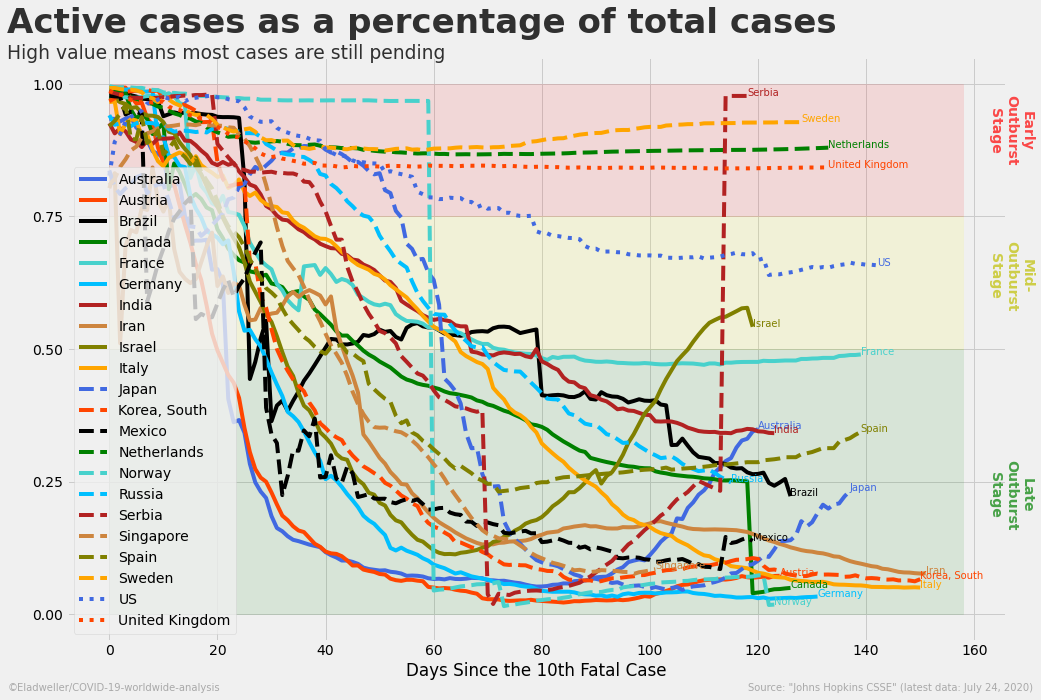 Active cases as a percentage of total cases
High value means most cases are still pending
1.00
0.75
0.50
0.25
0.00
0
20
40
60
80
100
120
140
160
Days Since the 10th Fatal Case
Australia
Austria
Brazil
Canada
France
Germany
India
Iran
Israel
Italy
Japan
Korea, South
Mexico
Netherlands
Norway
Russia
Serbia
Singapore
Spain
Sweden
US
United Kingdom
Serbia
Sweden
Netherlands
United Kingdom
US
Israel
France
Australia
India
Spain
Russia
Japan
Brazil
Mexico
Singapore
Austria
Iran
Korea, South
Canada
Italy
Germany
Norway
Early
Outburst
Stage
Mid-
Outburst
Stage
Late
Outburst
Stage
©Eladweller/COVID-19-worldwide-analysis
Source: "Johns Hopkins CSSE" (latest data: July 24, 2020)